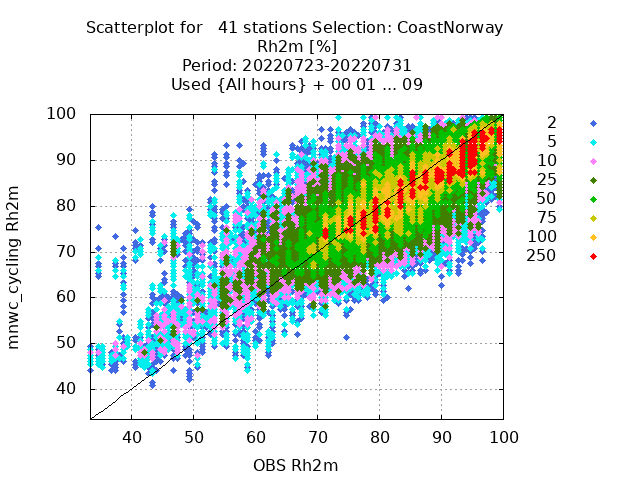 Scatterplot for   41 stations Selection: CoastNorway
Rh2m [%]
Period: 20220723-20220731
Used {All hours} + 00 01 ... 09
100
90
80
70
60
50
40
mnwc_cycling Rh2m
40 50 60 70 80 90 100
OBS Rh2m
2
5
10
25
50
75
100
250